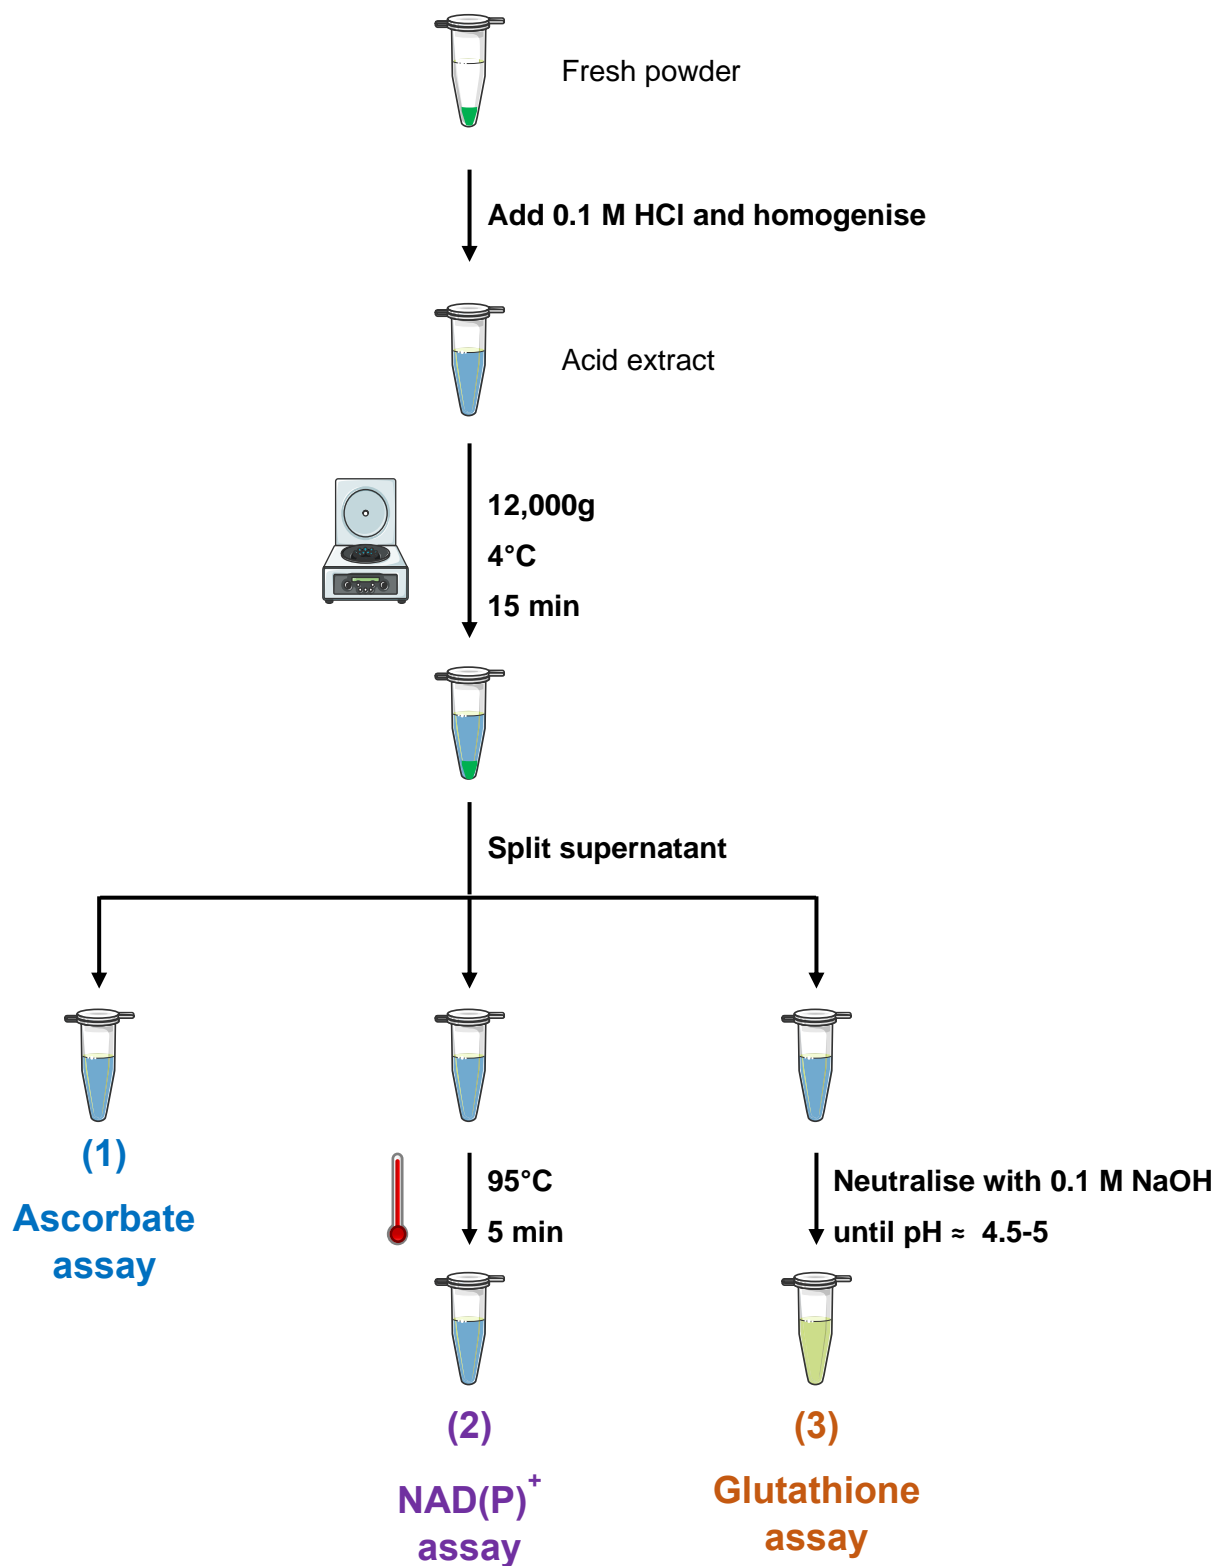 Fresh powder
Add 0.1 M HCl and homogenise
Acid extract
12,000g
4°C
15 min
Split supernatant
(1)
Ascorbate
assay
95°C
5 min
(2)
NAD(P)⁺
assay
Neutralise with 0.1 M NaOH
until pH ≈ 4.5-5
(3)
Glutathione
assay